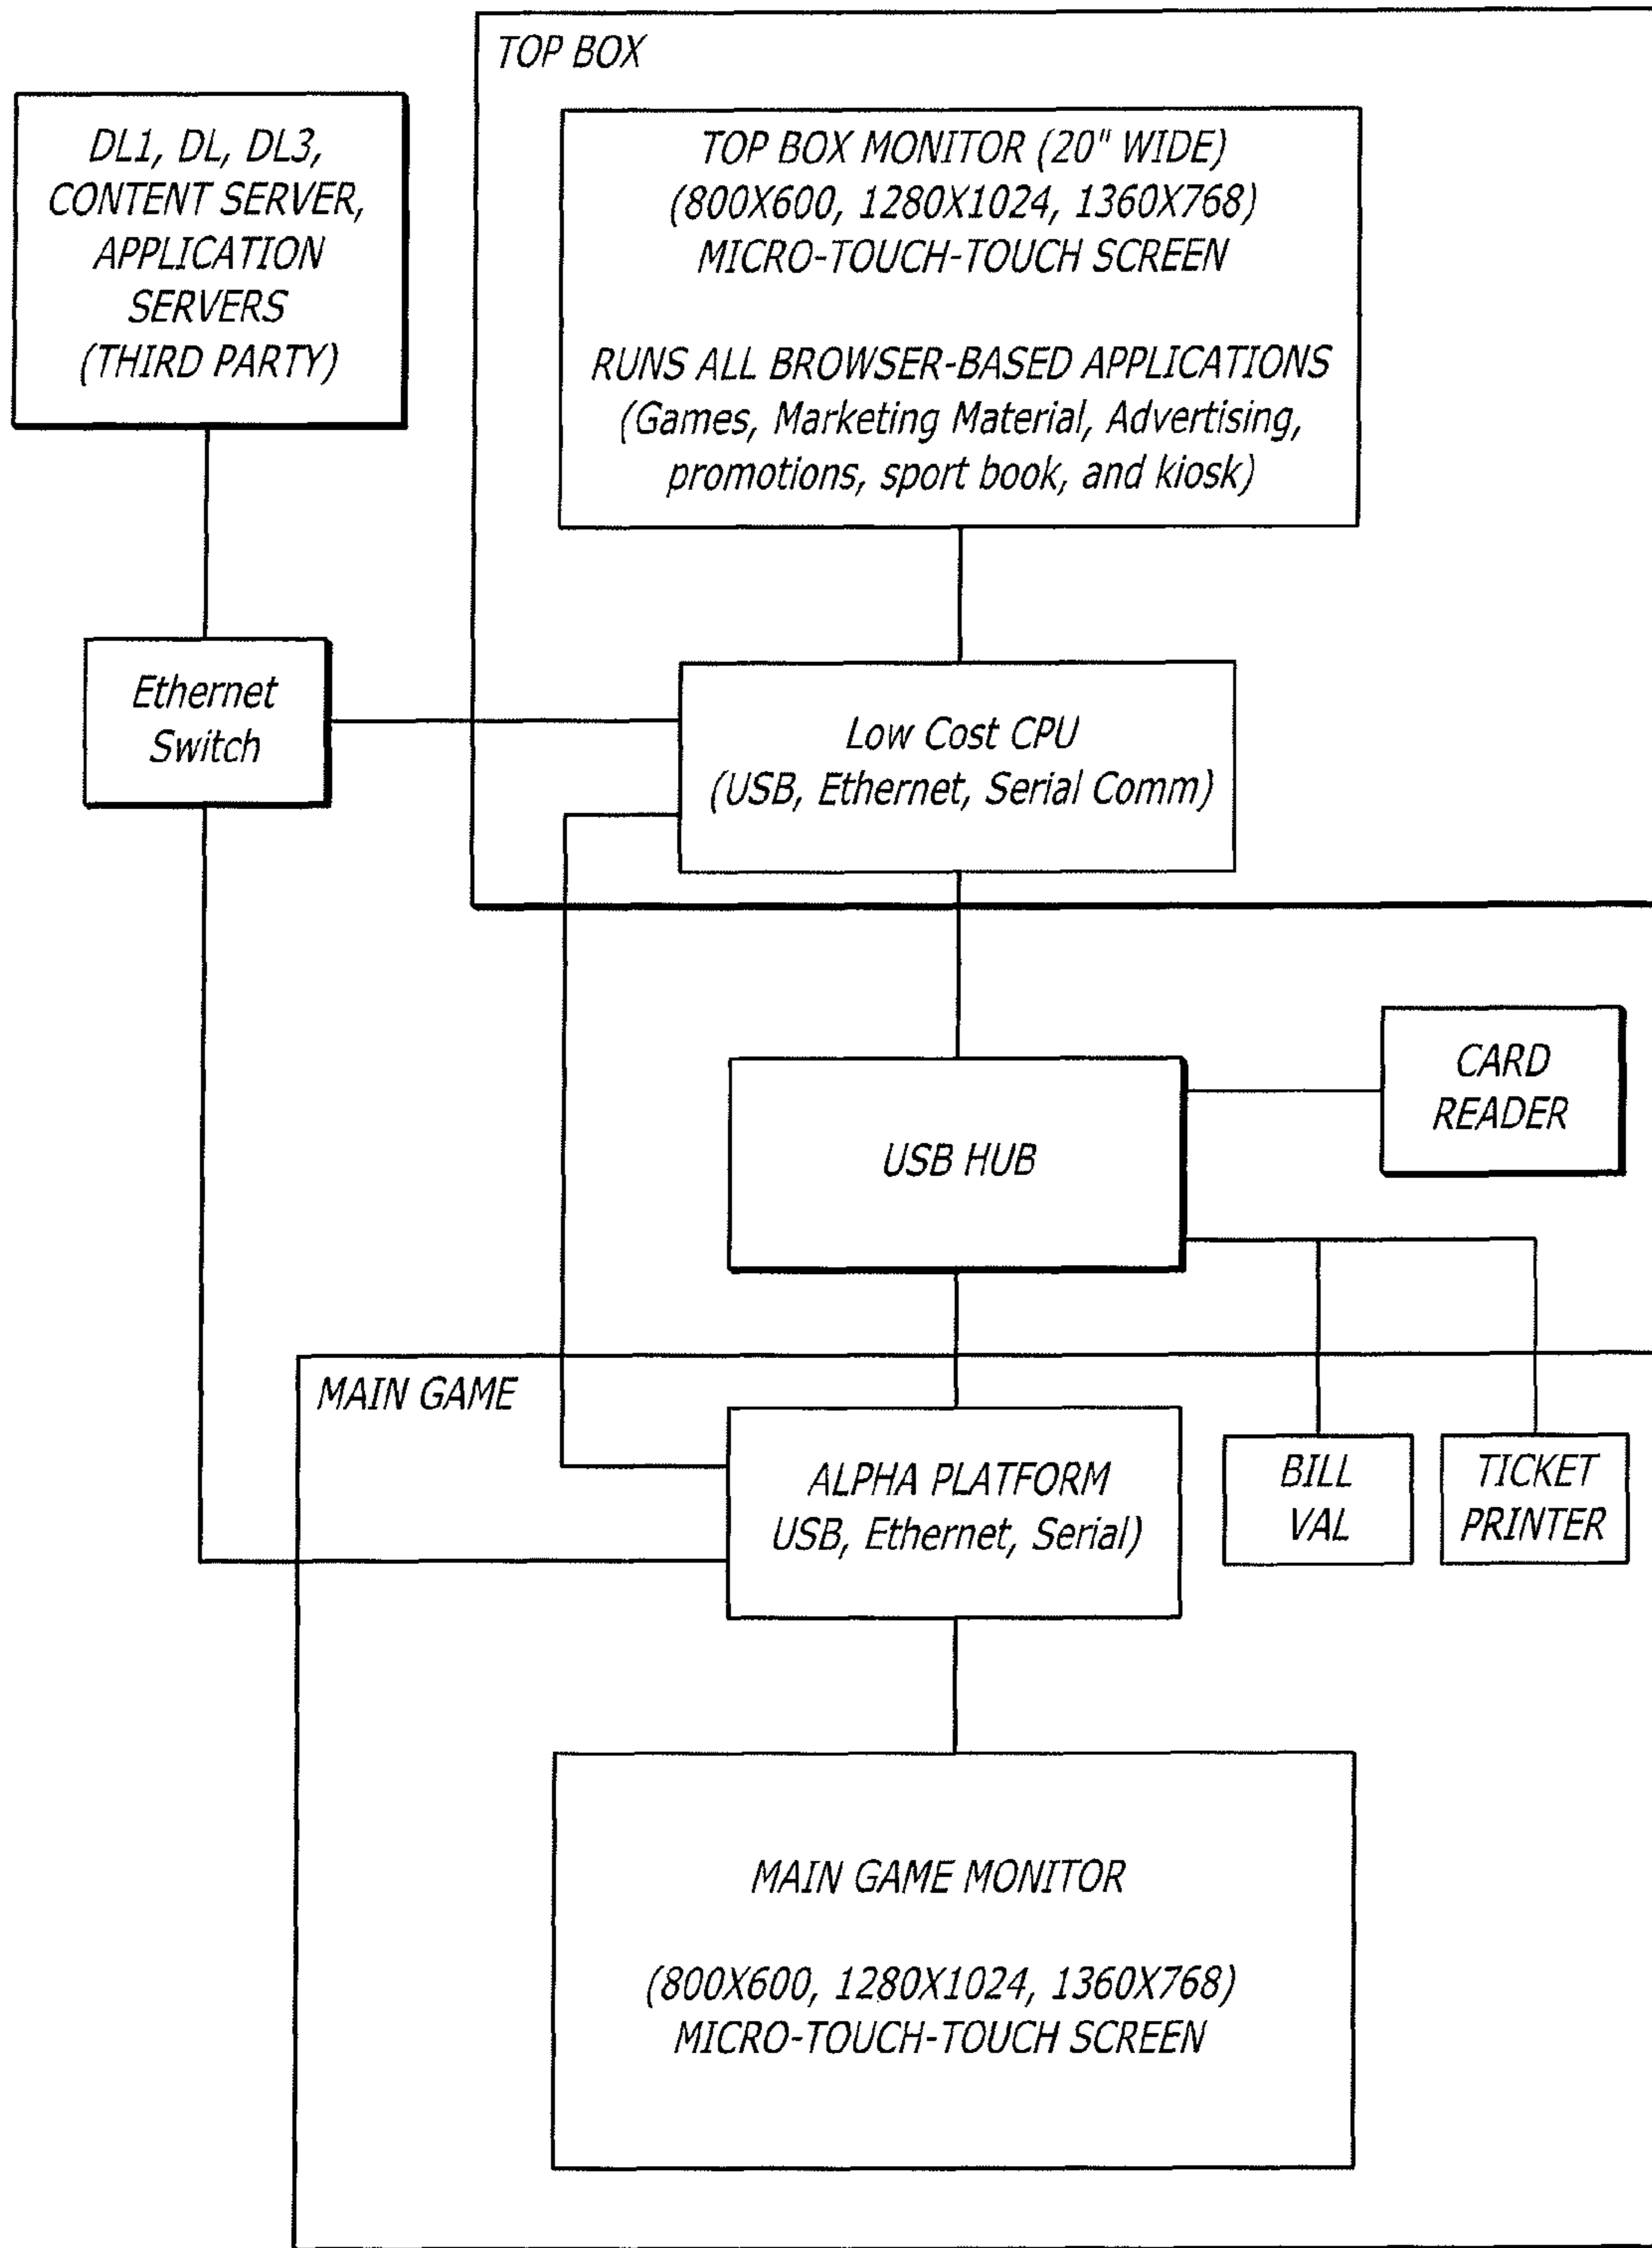 TOP BOX
DL1, DL, DL3,
CONTENT SERVER,
APPLICATION
SERVERS
(THIRD PARTY)
TOP BOX MONITOR (20" WIDE)
(800X600, 1280X1024, 1360X768)
MICRO-TOUCH-TOUCH SCREEN
RUNS ALL BROWSER-BASED APPLICATIONS
(Games, Marketing Material, Advertising,
promotions, sport book, and kiosk)
Ethernet
Switch
Low Cost CPU
(USB, Ethernet, Serial Comm)
CARD
READER
USB HUB
MAIN GAME
ALPHA PLATFORM
USB, Ethernet, Serial)
BILL
VAL
TICKET
PRINTER
MAIN GAME MONITOR
(800X600, 1280X1024, 1360X768)
MICRO-TOUCH-TOUCH SCREEN